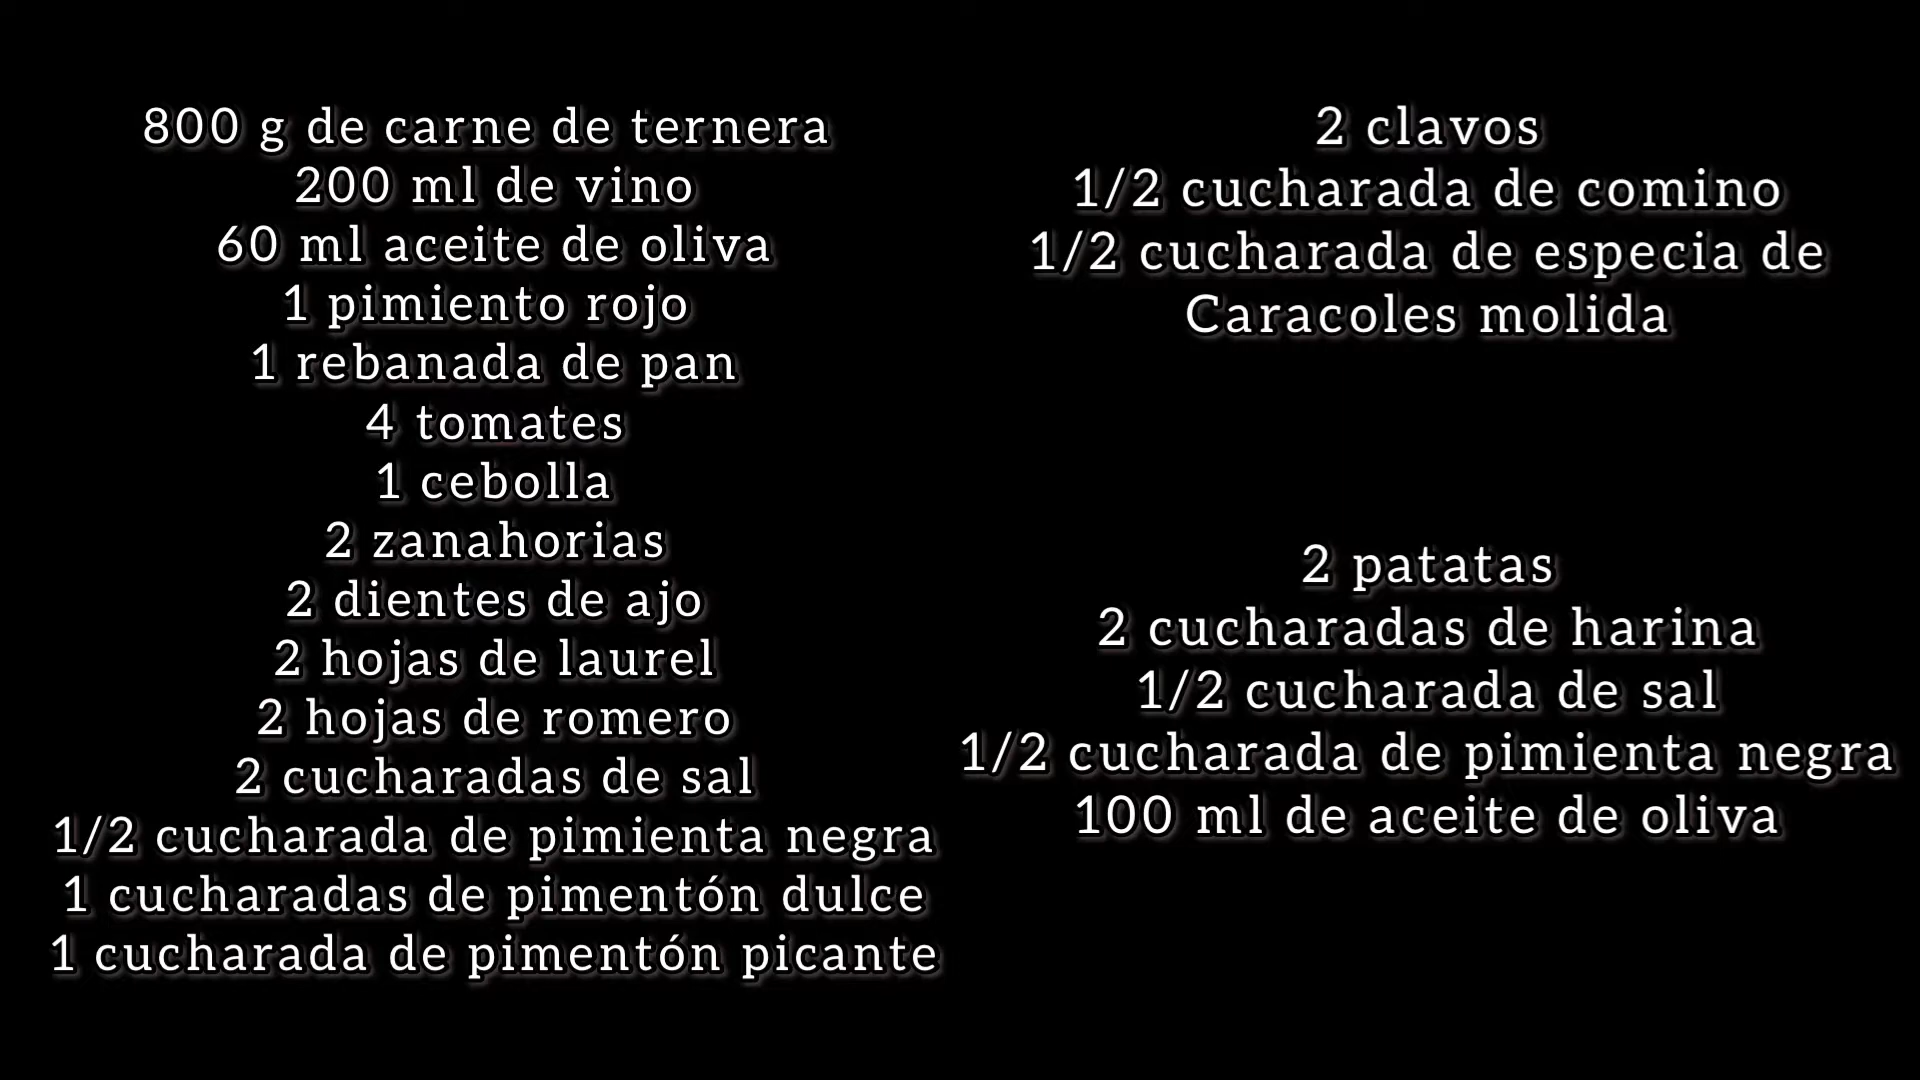 800 g de carne de ternera
200 ml de vino
60 ml aceite de oliva
1 pimiento rojo
1 rebanada de pan
4 tomates
1 cebolla
2 zanahorias
2 dientes de ajo
2 hojas de laurel
2 hojas de romero
2 cucharadas de sal
1/2 cucharada de pimienta negra
1 cucharadas de pimentón dulce
1 cucharada de pimentón picante
2 clavos
1/2 cucharada de comino
1/2 cucharada de especia de
Caracoles molida
2 patatas
2 cucharadas de harina
1/2 cucharada de sal
1/2 cucharada de pimienta negra
100 ml de aceite de oliva